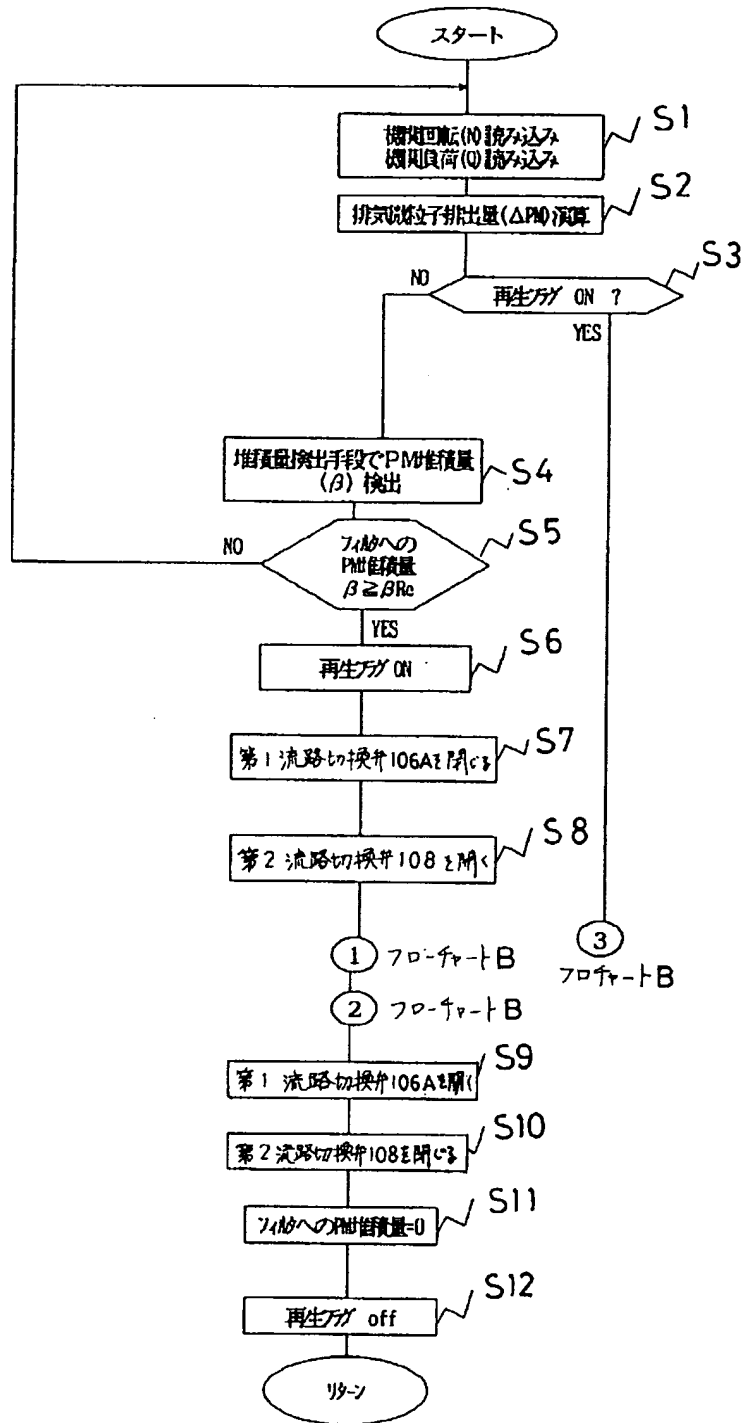 スタート
機関回転(N)読み込み
機関負荷(Q)読み込み
S1
排気微粒子排出量(ΔPM)演算
S2
再生フラグ ON ?
S3
NO
YES
堆積量検出手段でPM堆積量
(β)検出
S4
フィルタへの
PM堆積量
β≧βRc
S5
NO
YES
再生フラグ ON
S6
第1流路切換弁106Aを閉じる
S7
第2流路切換弁108を開く
S8
1 フローチャートB
3
フロチャートB
2 フローチャートB
第1流路切換弁106Aを開く
S9
第2流路切換弁108を閉じる
S10
フィルタへのPM堆積量=0
S11
再生フラグ off
S12
リターン